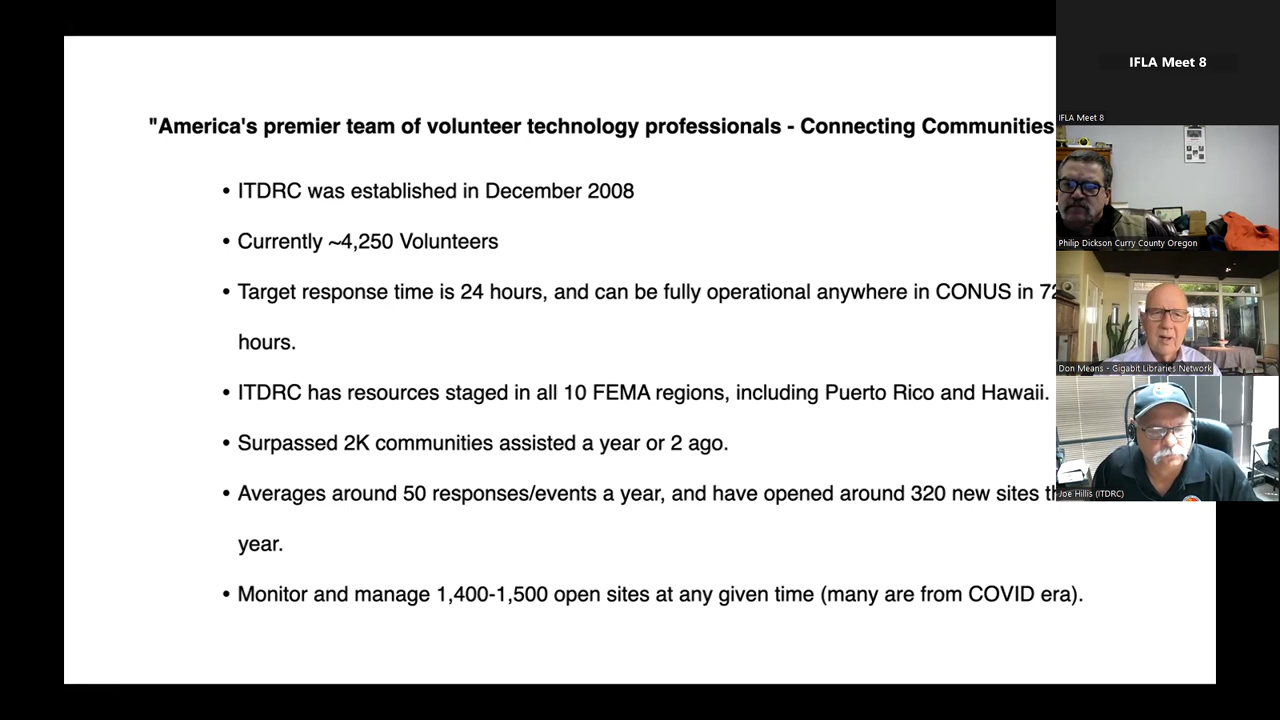 "America's premier team of volunteer technology professionals - Connecting Communities
• ITDRC was established in December 2008
• Currently ~4,250 Volunteers
• Target response time is 24 hours, and can be fully operational anywhere in CONUS in 72
hours.
• ITDRC has resources staged in all 10 FEMA regions, including Puerto Rico and Hawaii.
• Surpassed 2K communities assisted a year or 2 ago.
• Averages around 50 responses/events a year, and have opened around 320 new sites
year.
• Monitor and manage 1,400-1,500 open sites at any given time (many are from COVID era).
IFLA Meet 8
IFLA Meet 8
Philip Dickson Curry County Oregon
Don Means - Gigabit Libraries Network
Joe Hillis (ITDRC)